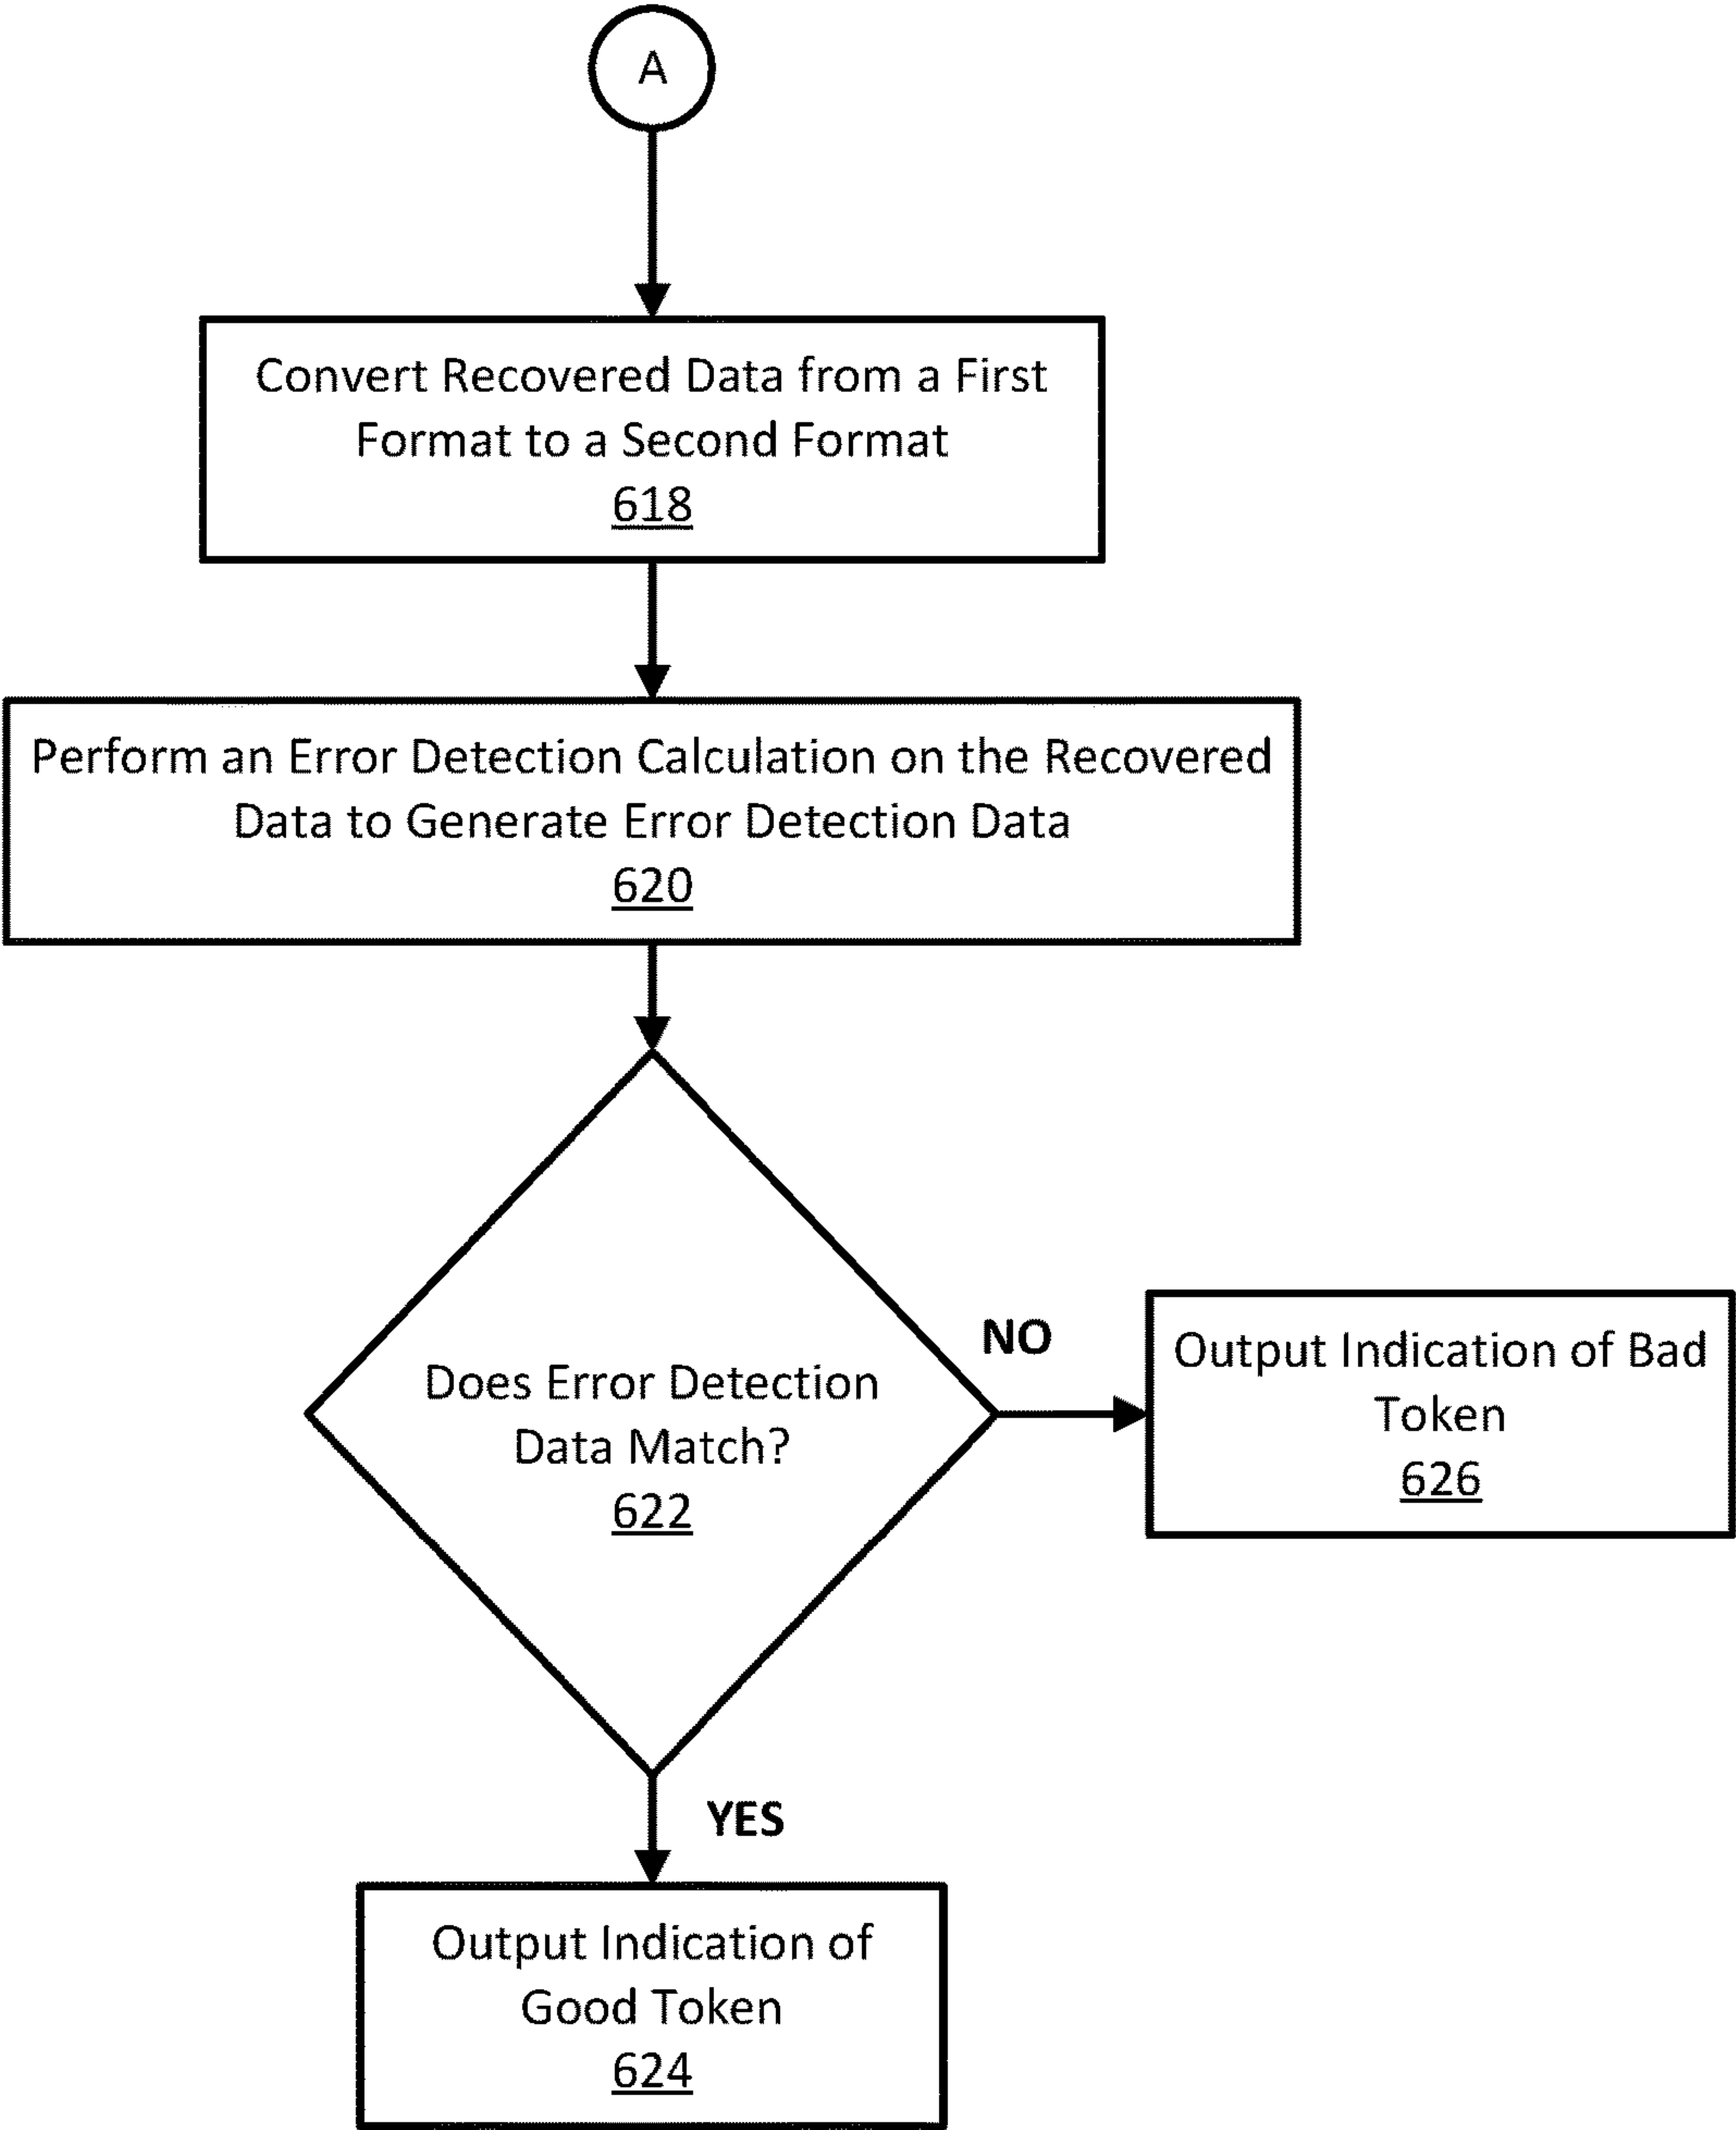 A
Convert Recovered Data from a First
Format to a Second Format
618
Perform an Error Detection Calculation on the Recovered
Data to Generate Error Detection Data
620
Does Error Detection
Data Match?
622
NO
Output Indication of Bad
Token
626
YES
Output Indication of
Good Token
624